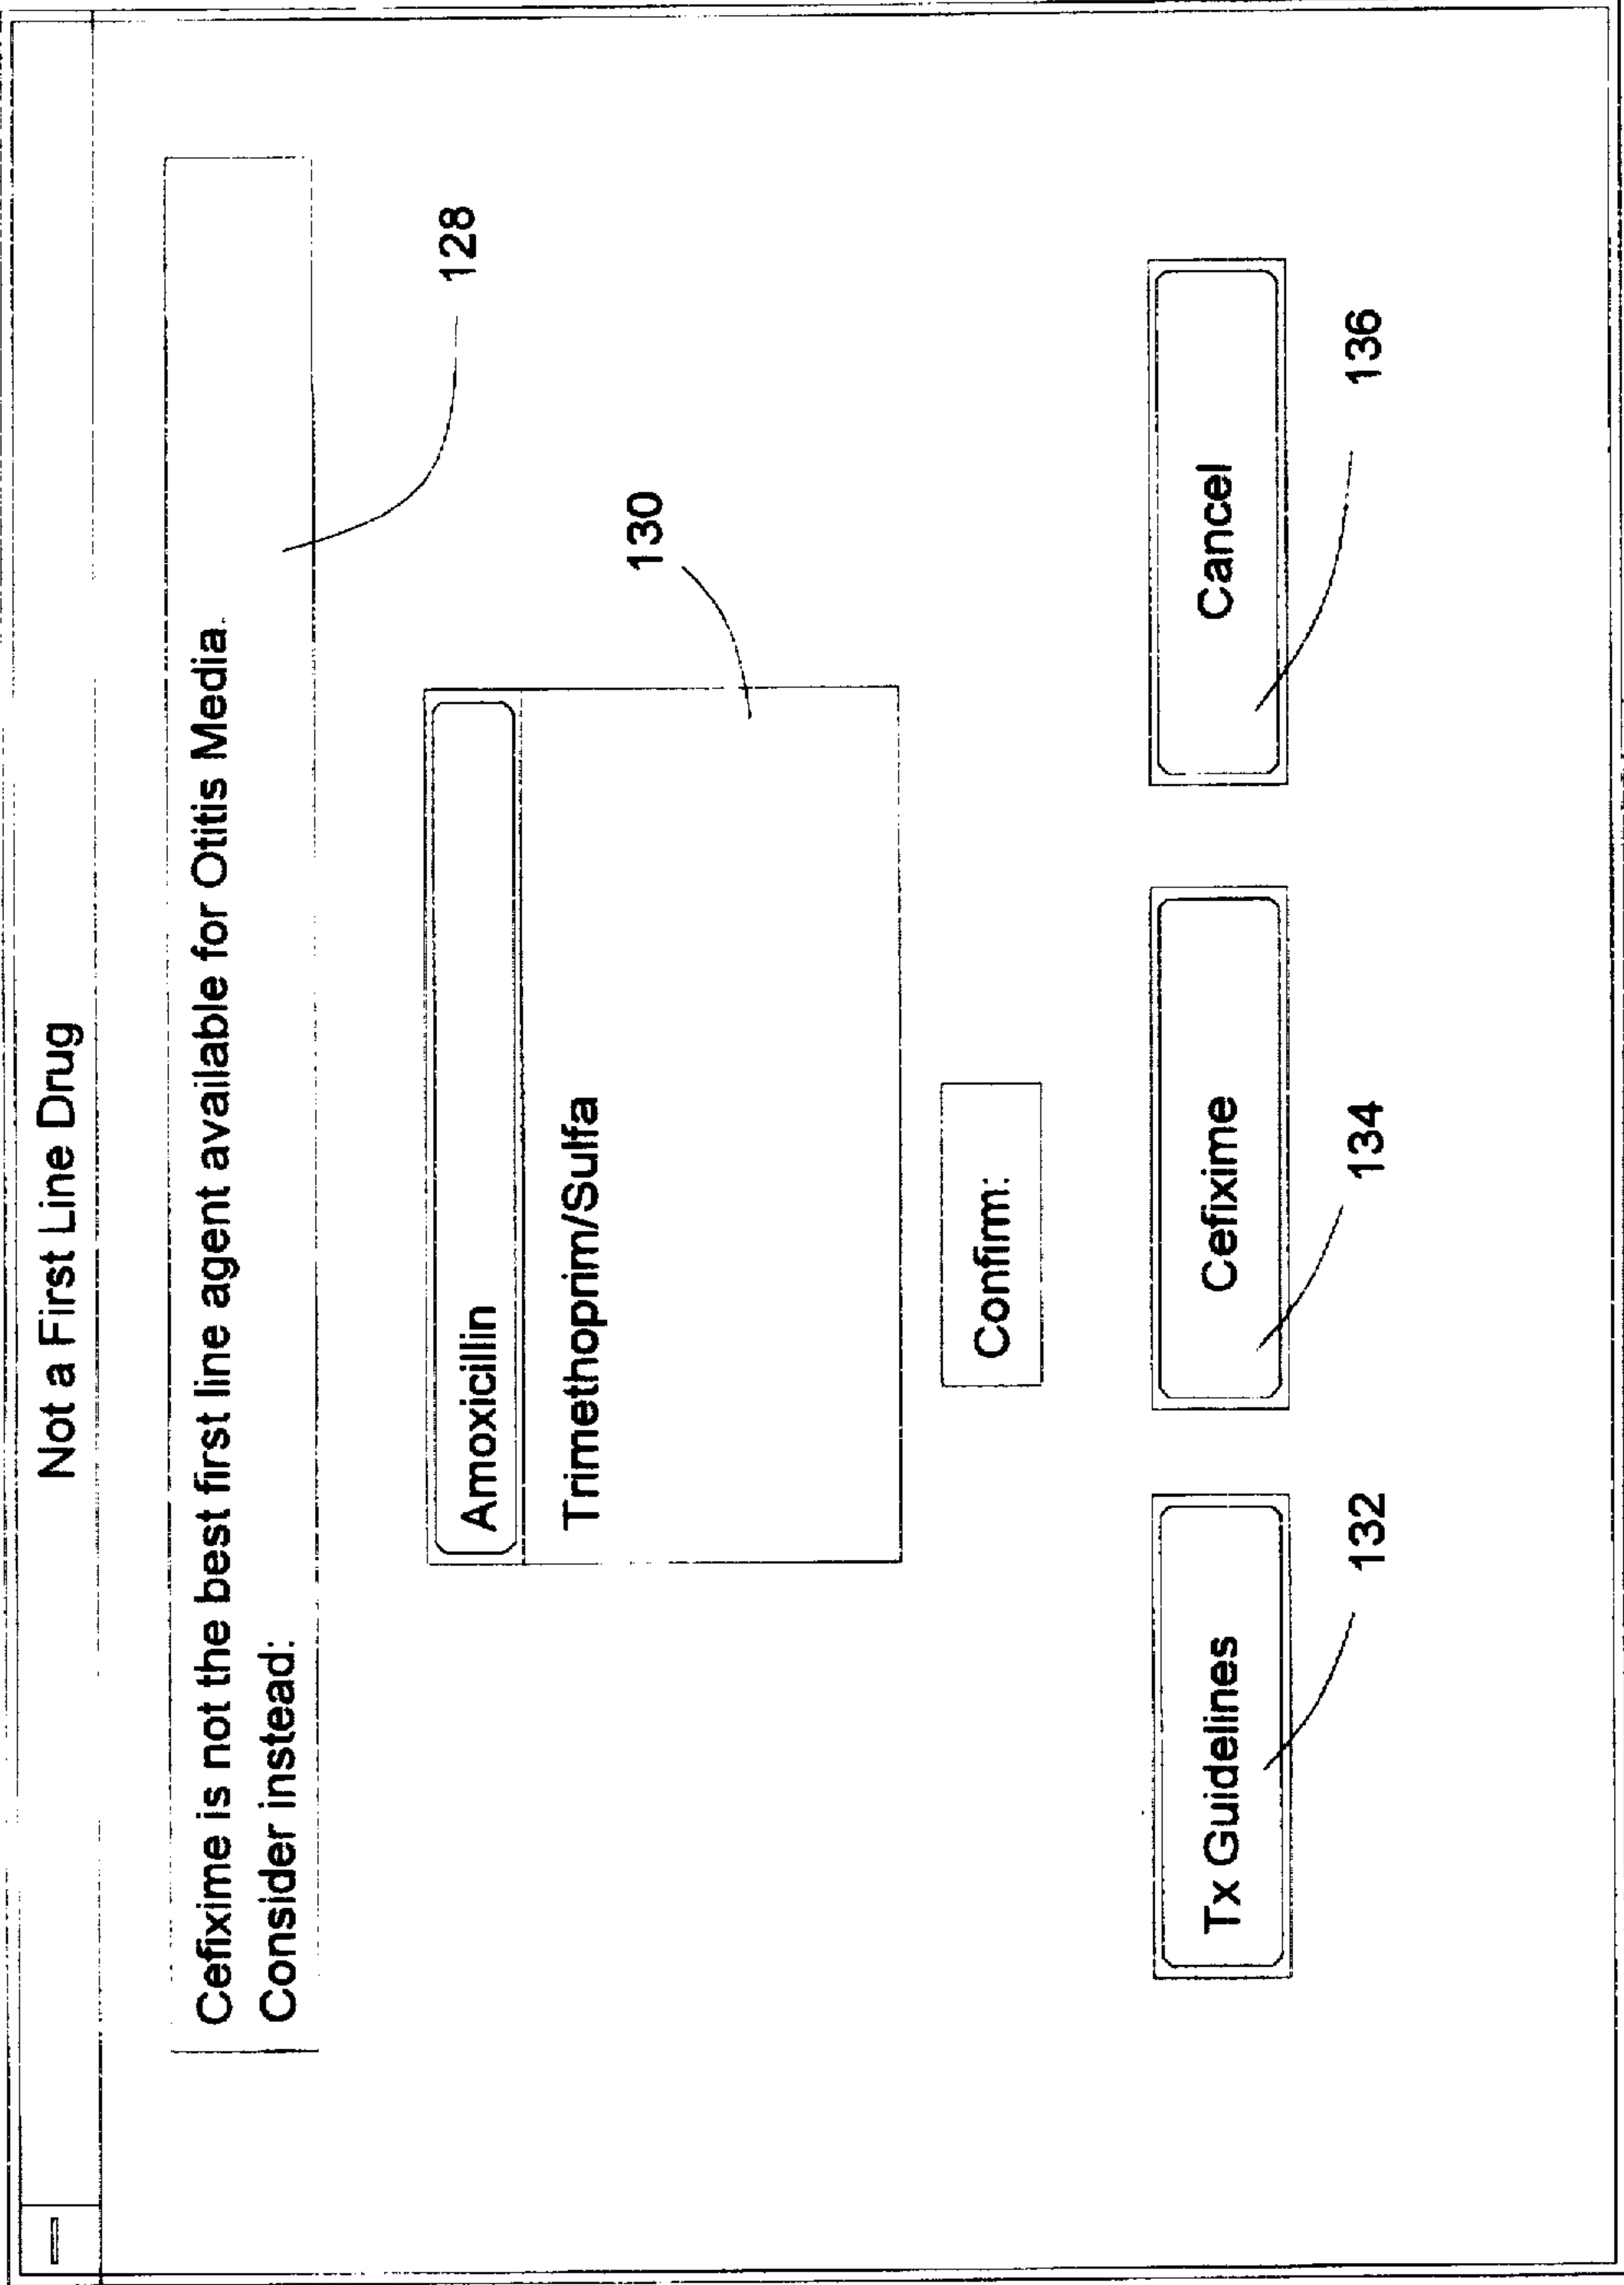 Not a First Line Drug
Cefixime is not the best first line agent available for Otitis Media.
Consider instead:
128
Amoxicillin
Trimethoprim/Sulfa
130
Confirm:
Tx Guidelines
Cefixime
Cancel
132
134
136